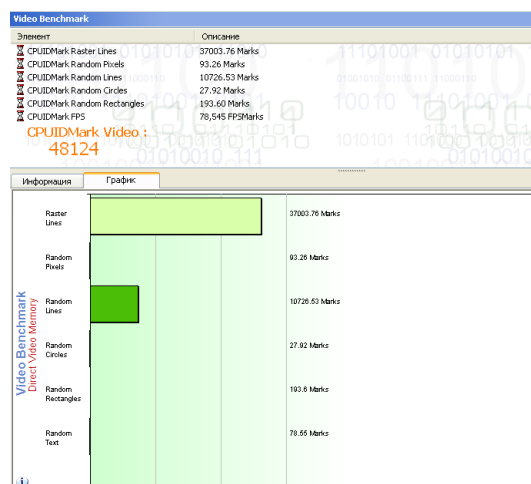 Video Benchmark
Элемент Описание
CPUIDMark Raster Lines 37003.76 Marks
CPUIDMark Random Pixels 93.26 Marks
CPUIDMark Random Lines 10726.53 Marks
CPUIDMark Random Circles 27.92 Marks
CPUIDMark Random Rectangles 193.60 Marks
CPUIDMark FPS 78,545 FPSMarks
CPUIDMark Video :
48124
Информация График
Raster
Lines
37003.76 Marks
Random
Pixels
93.26 Marks
Random
Lines
10726.53 Marks
Random
Circles
27.92 Marks
Random
Rectangles
193.6 Marks
Random
Text
78.55 Marks
Video Benchmark
Direct Video Memory